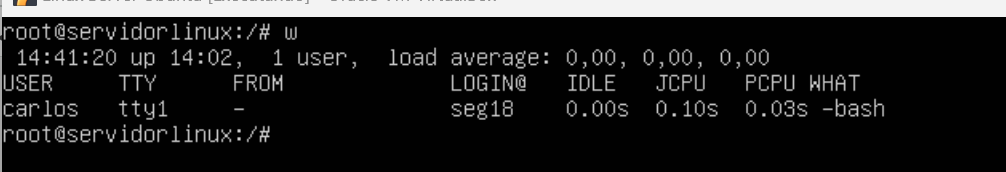 root@servidorlinux:/# w
14:41:20 up 14:02, 1 user, load average: 0,00, 0,00, 0,00
USER TTY FROM LOGIN@ IDLE JCPU PCPU WHAT
carlos tty1 - seg18 0.00s 0.10s 0.03s -bash
root@servidorlinux:/#